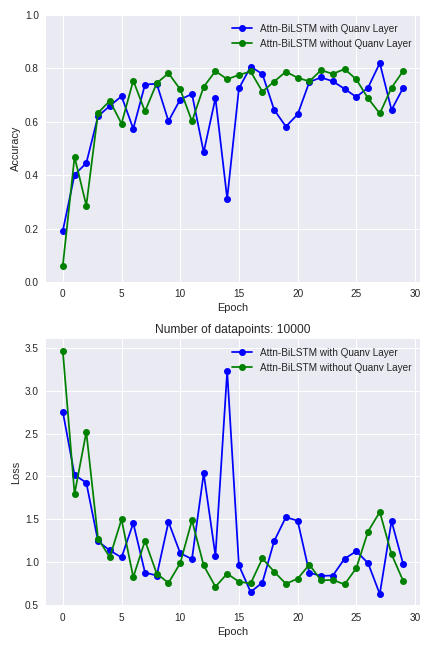 1.0
Attn-BiLSTM with Quanv Layer
Attn-BiLSTM without Quanv Layer
0.8
0.6
Accuracy
0.4
0.2
0.0
0 5 10 15 20 25 30
Epoch
Number of datapoints: 10000
3.5
Attn-BiLSTM with Quanv Layer
Attn-BiLSTM without Quanv Layer
3.0
2.5
Loss
2.0
1.5
1.0
0.5
0 5 10 15 20 25 30
Epoch